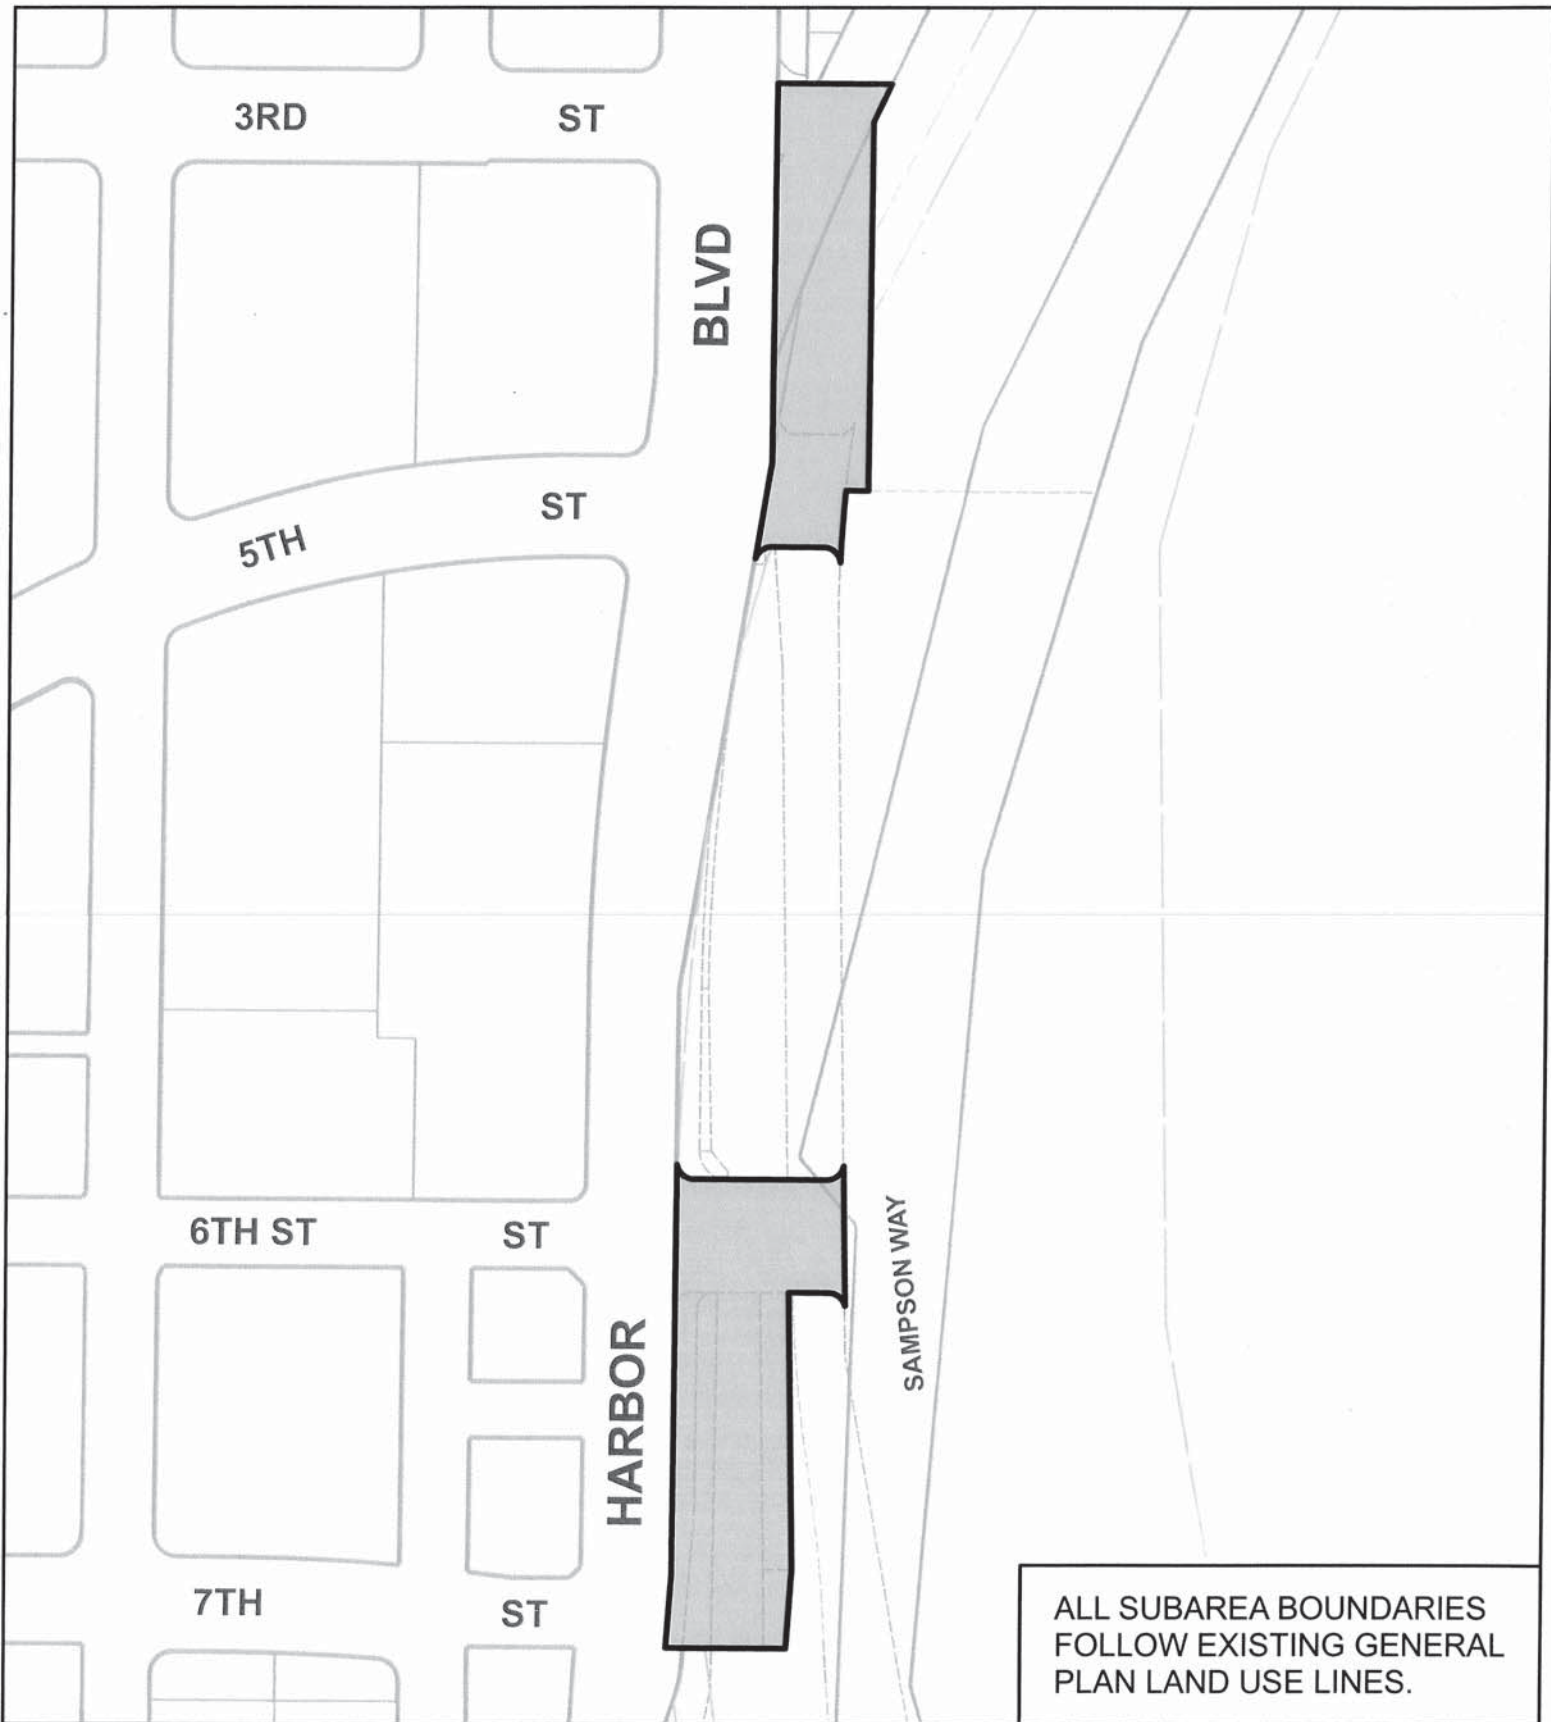 3RD ST
BLVD
5TH ST
6TH ST ST
SAMPSON WAY
HARBOR
7TH ST
ALL SUBAREA BOUNDARIES
FOLLOW EXISTING GENERAL
PLAN LAND USE LINES.